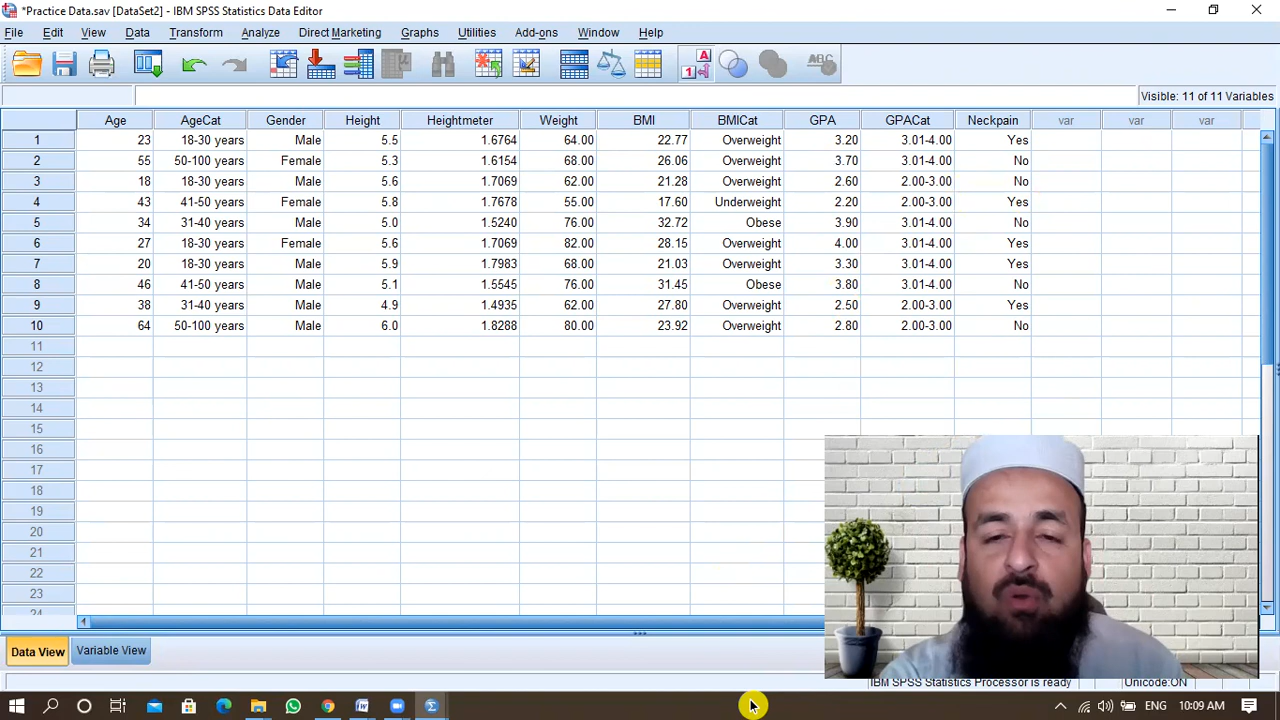 *Practice Data.sav [DataSet2] - IBM SPSS Statistics Data Editor
File Edit View Data Transform Analyze Direct Marketing Graphs Utilities Add-ons Window Help
Visible: 11 of 11 Variables
Age AgeCat Gender Height Heightmeter Weight BMI BMICat GPA GPACat Neckpain var var var
1 23 18-30 years Male 5.5 1.6764 64.00 22.77 Overweight 3.20 3.01-4.00 Yes
2 55 50-100 years Female 5.3 1.6154 68.00 26.06 Overweight 3.70 3.01-4.00 No
3 18 18-30 years Male 5.6 1.7069 62.00 21.28 Overweight 2.60 2.00-3.00 No
4 43 41-50 years Female 5.8 1.7678 55.00 17.60 Underweight 2.20 2.00-3.00 Yes
5 34 31-40 years Male 5.0 1.5240 76.00 32.72 Obese 3.90 3.01-4.00 No
6 27 18-30 years Female 5.6 1.7069 82.00 28.15 Overweight 4.00 3.01-4.00 Yes
7 20 18-30 years Male 5.9 1.7983 68.00 21.03 Overweight 3.30 3.01-4.00 Yes
8 46 41-50 years Male 5.1 1.5545 76.00 31.45 Obese 3.80 3.01-4.00 No
9 38 31-40 years Male 4.9 1.4935 62.00 27.80 Overweight 2.50 2.00-3.00 Yes
10 64 50-100 years Male 6.0 1.8288 80.00 23.92 Overweight 2.80 2.00-3.00 No
11
12
13
14
15
16
17
18
19
20
21
22
23
24
Data View Variable View
IBM SPSS Statistics Processor is ready Unicode:ON
ENG 10:09 AM